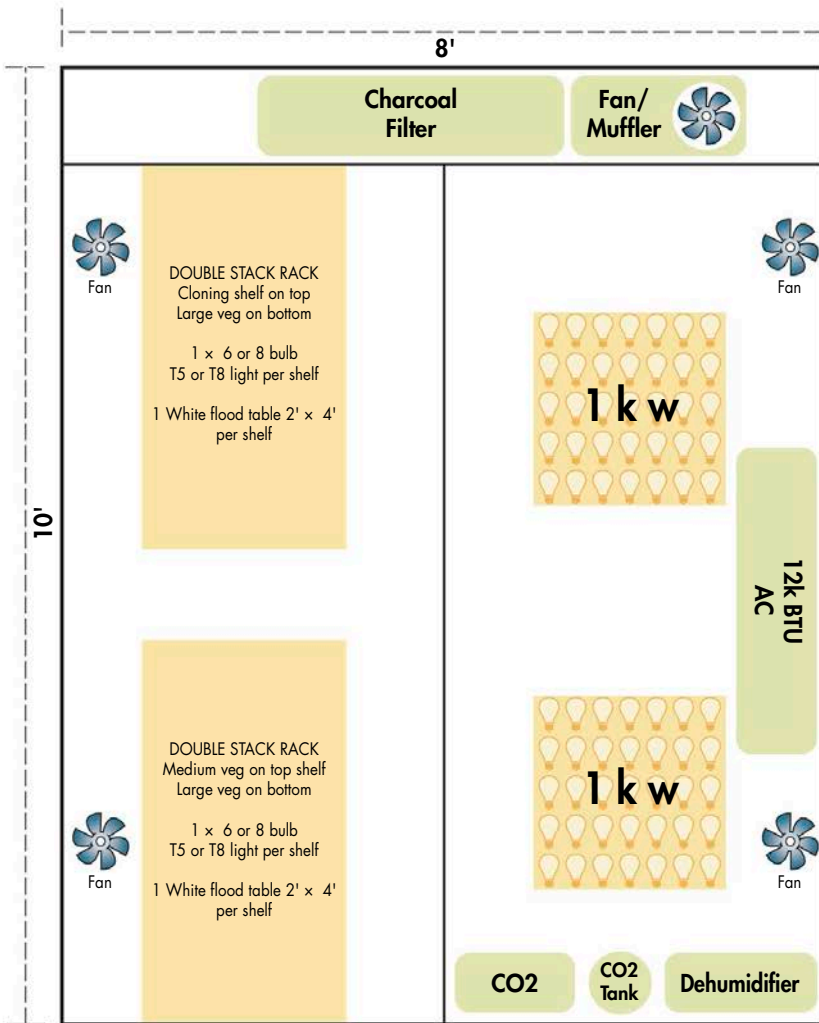 8'
Charcoal
Filter
Fan/
Muffler
Fan
Fan
DOUBLE STACK RACK
Cloning shelf on top
Large veg on bottom
1 × 6 or 8 bulb
T5 or T8 light per shelf
1 White flood table 2' × 4'
per shelf
1 k w
10'
12k BTU
AC
DOUBLE STACK RACK
Medium veg on top shelf
Large veg on bottom
1 × 6 or 8 bulb
T5 or T8 light per shelf
1 White flood table 2' × 4'
per shelf
1 k w
Fan
Fan
CO2
CO2
Tank
Dehumidifier